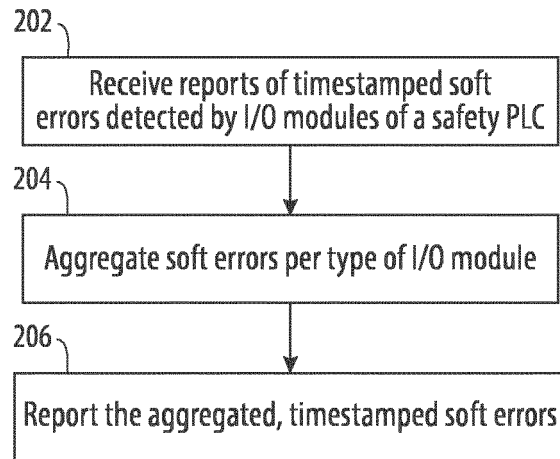 202
Receive reports of timestamped soft
errors detected by I/O modules of a safety PLC
204
Aggregate soft errors per type of I/O module
206
Report the aggregated, timestamped soft errors